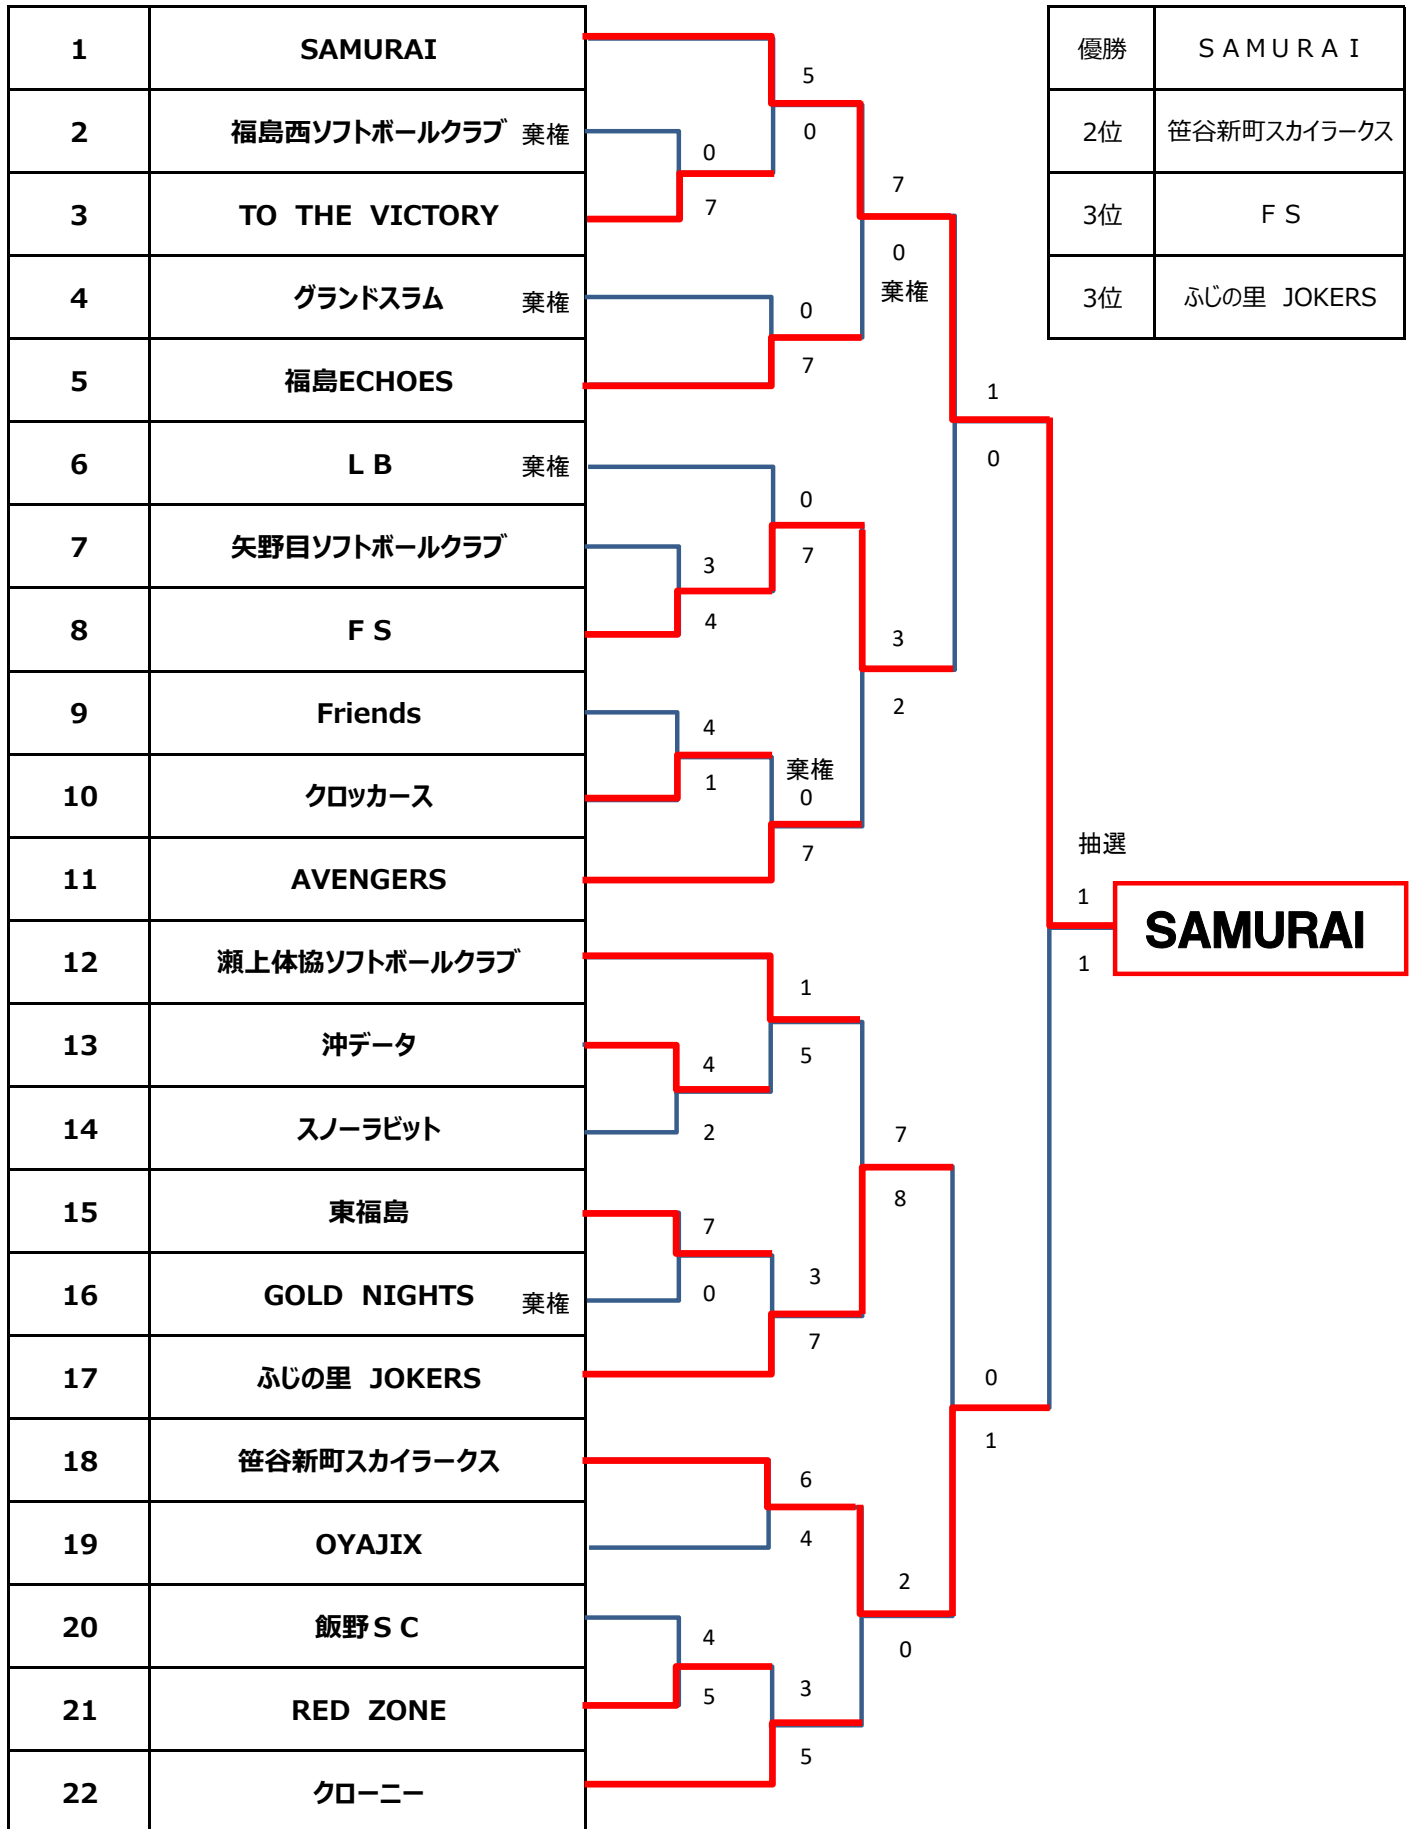 1 SAMURAI
2 福島西ソフトボールクラブ 棄権
3 TO THE VICTORY
4 グランドスラム 棄権
5 福島ECHOES
6 ＬＢ 棄権
7 矢野目ソフトボールクラブ
8 ＦＳ
9 Friends
10 クロッカース
11 AVENGERS
12 瀬上体協ソフトボールクラブ
13 沖データ
14 スノーラビット
15 東福島
16 GOLD NIGHTS 棄権
17 ふじの里 JOKERS
18 笹谷新町スカイラークス
19 OYAJIX
20 飯野ＳＣ
21 RED ZONE
22 クローニー
0
7
3
4
4
1
4
2
7
0
4
5
5
0
0
7
0
7
棄権
0
7
1
5
3
7
6
4
3
5
7
0
棄権
3
2
7
8
2
0
1
0
0
1
抽選
1
1
SAMURAI
優勝 ＳＡＭＵＲＡＩ
2位 笹谷新町スカイラークス
3位 ＦＳ
3位 ふじの里 JOKERS